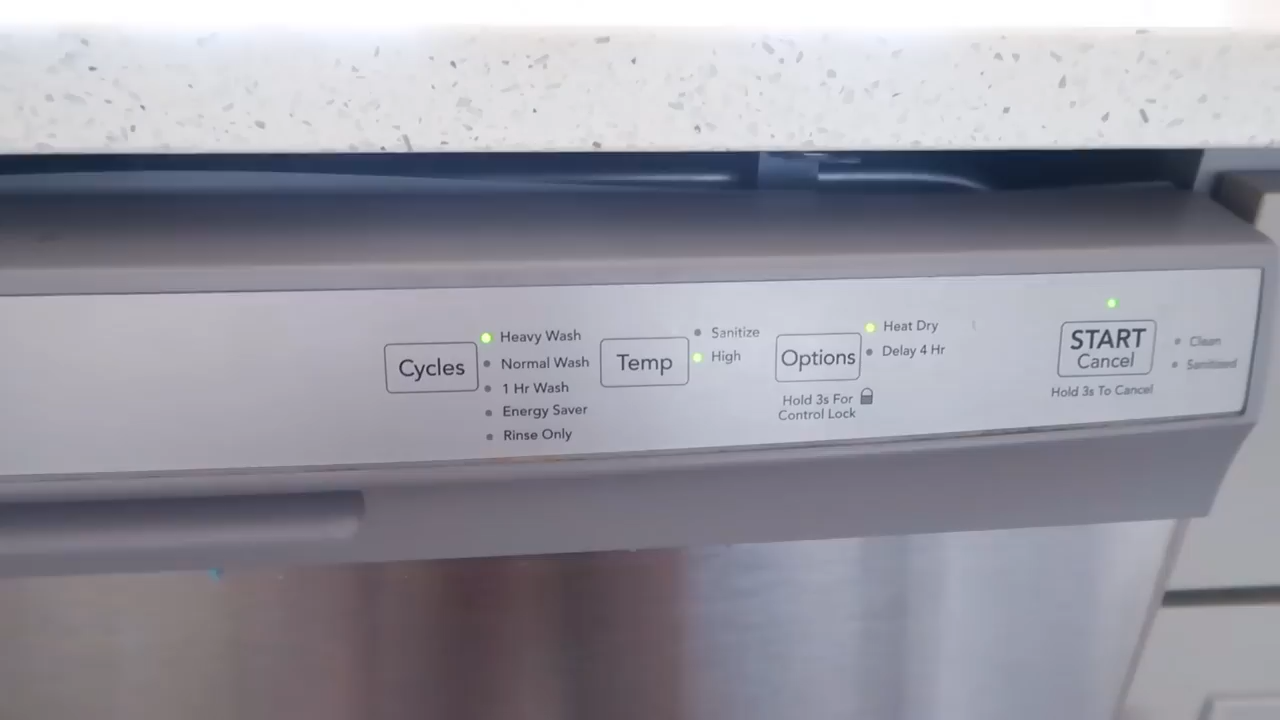 Cycles
Heavy Wash
Normal Wash
1 Hr Wash
Energy Saver
Rinse Only
Temp
Sanitize
High
Options
Hold 3s For
Control Lock
Heat Dry
Delay 4 Hr
START
Cancel
Hold 3s To Cancel
Clean
Sanitized